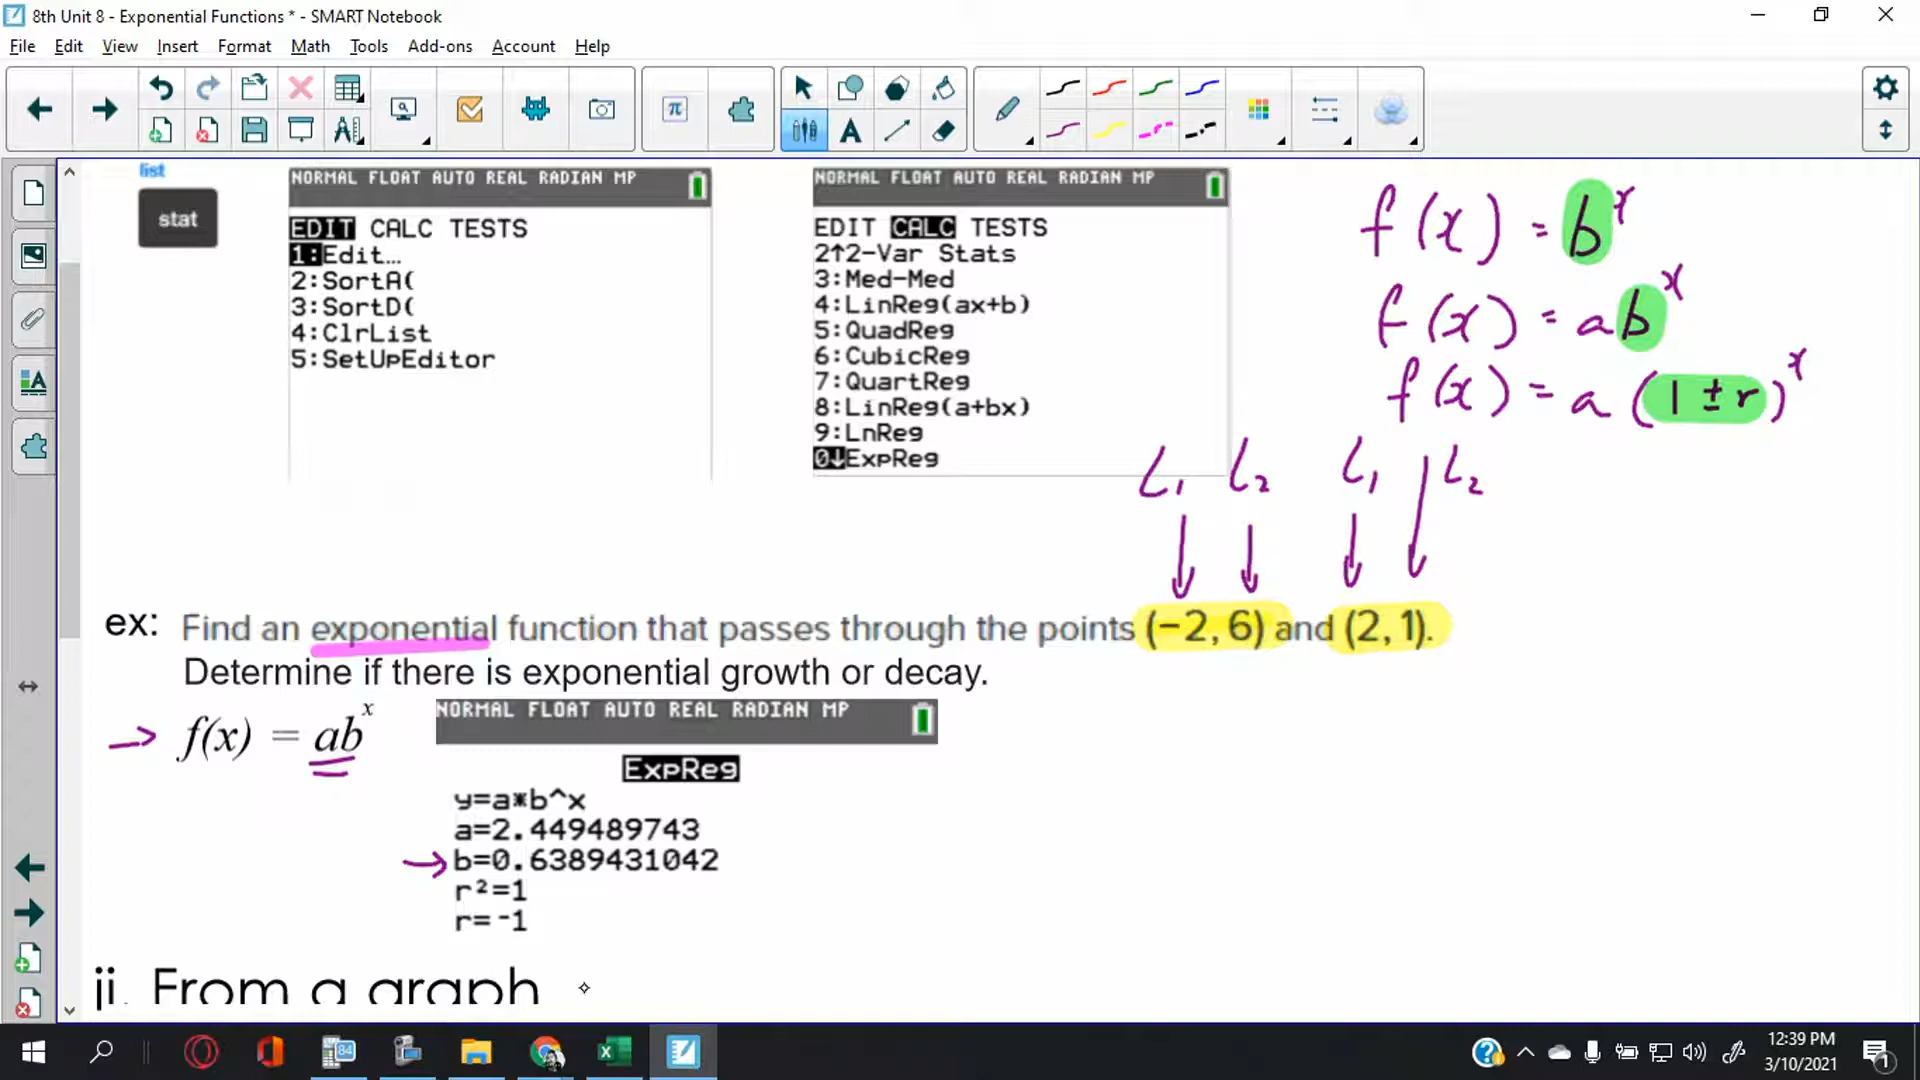 8th Unit 8 - Exponential Functions * - SMART Notebook
File Edit View Insert Format Math Tools Add-ons Account Help
list
stat
NORMAL FLOAT AUTO REAL RADIAN MP
EDIT CALC TESTS
1:Edit…
2:SortA(
3:SortD(
4:ClrList
5:SetUpEditor
NORMAL FLOAT AUTO REAL RADIAN MP
EDIT CALC TESTS
2↑2-Var Stats
3:Med-Med
4:LinReg(ax+b)
5:QuadReg
6:CubicReg
7:QuartReg
8:LinReg(a+bx)
9:LnReg
0↓ExpReg
f(x) = b^x
f(x) = ab^x
f(x) = a(1 ± r)^x
L₁ L₂ L₁ L₂
ex: Find an exponential function that passes through the points (−2, 6) and (2, 1).
Determine if there is exponential growth or decay.
→ f(x) = ab^x
NORMAL FLOAT AUTO REAL RADIAN MP
ExpReg
y=a*b^x
a=2.449489743
→ b=0.6389431042
r²=1
r=-1
ii. From a graph
84
12:39 PM
3/10/2021
1